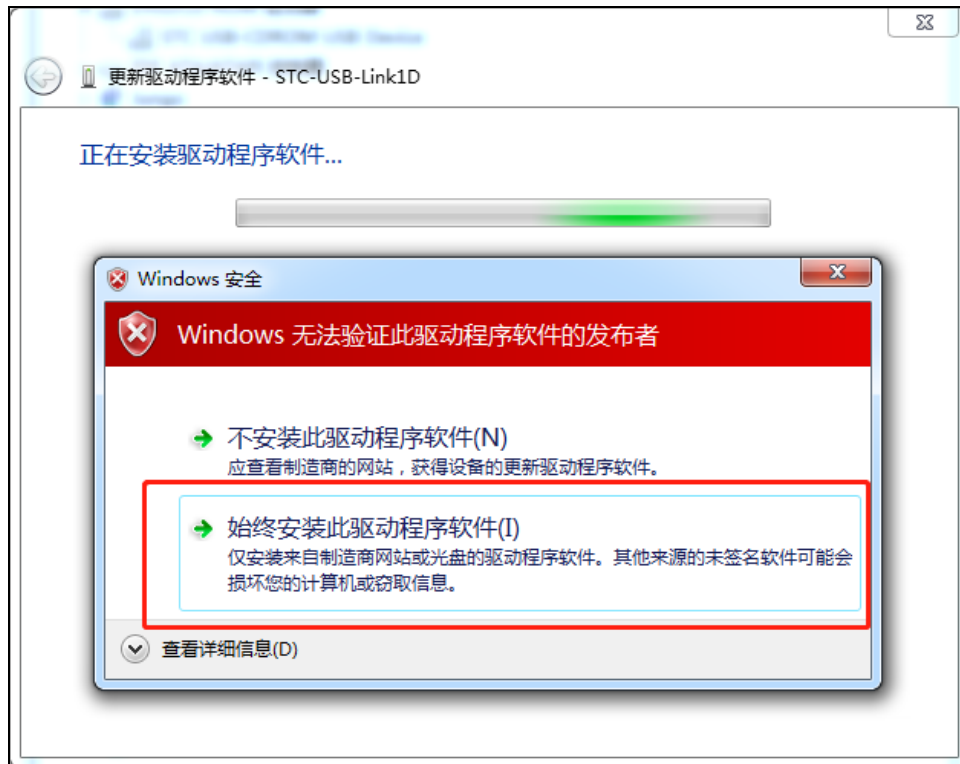 STC USB-CDROM USB Device
更新驱动程序软件 - STC-USB-Link1D
正在安装驱动程序软件...
Windows 安全
Windows 无法验证此驱动程序软件的发布者
不安装此驱动程序软件(N)
应查看制造商的网站，获得设备的更新驱动程序软件。
始终安装此驱动程序软件(I)
仅安装来自制造商网站或光盘的驱动程序软件。其他来源的未签名软件可能会
损坏您的计算机或窃取信息。
查看详细信息(D)